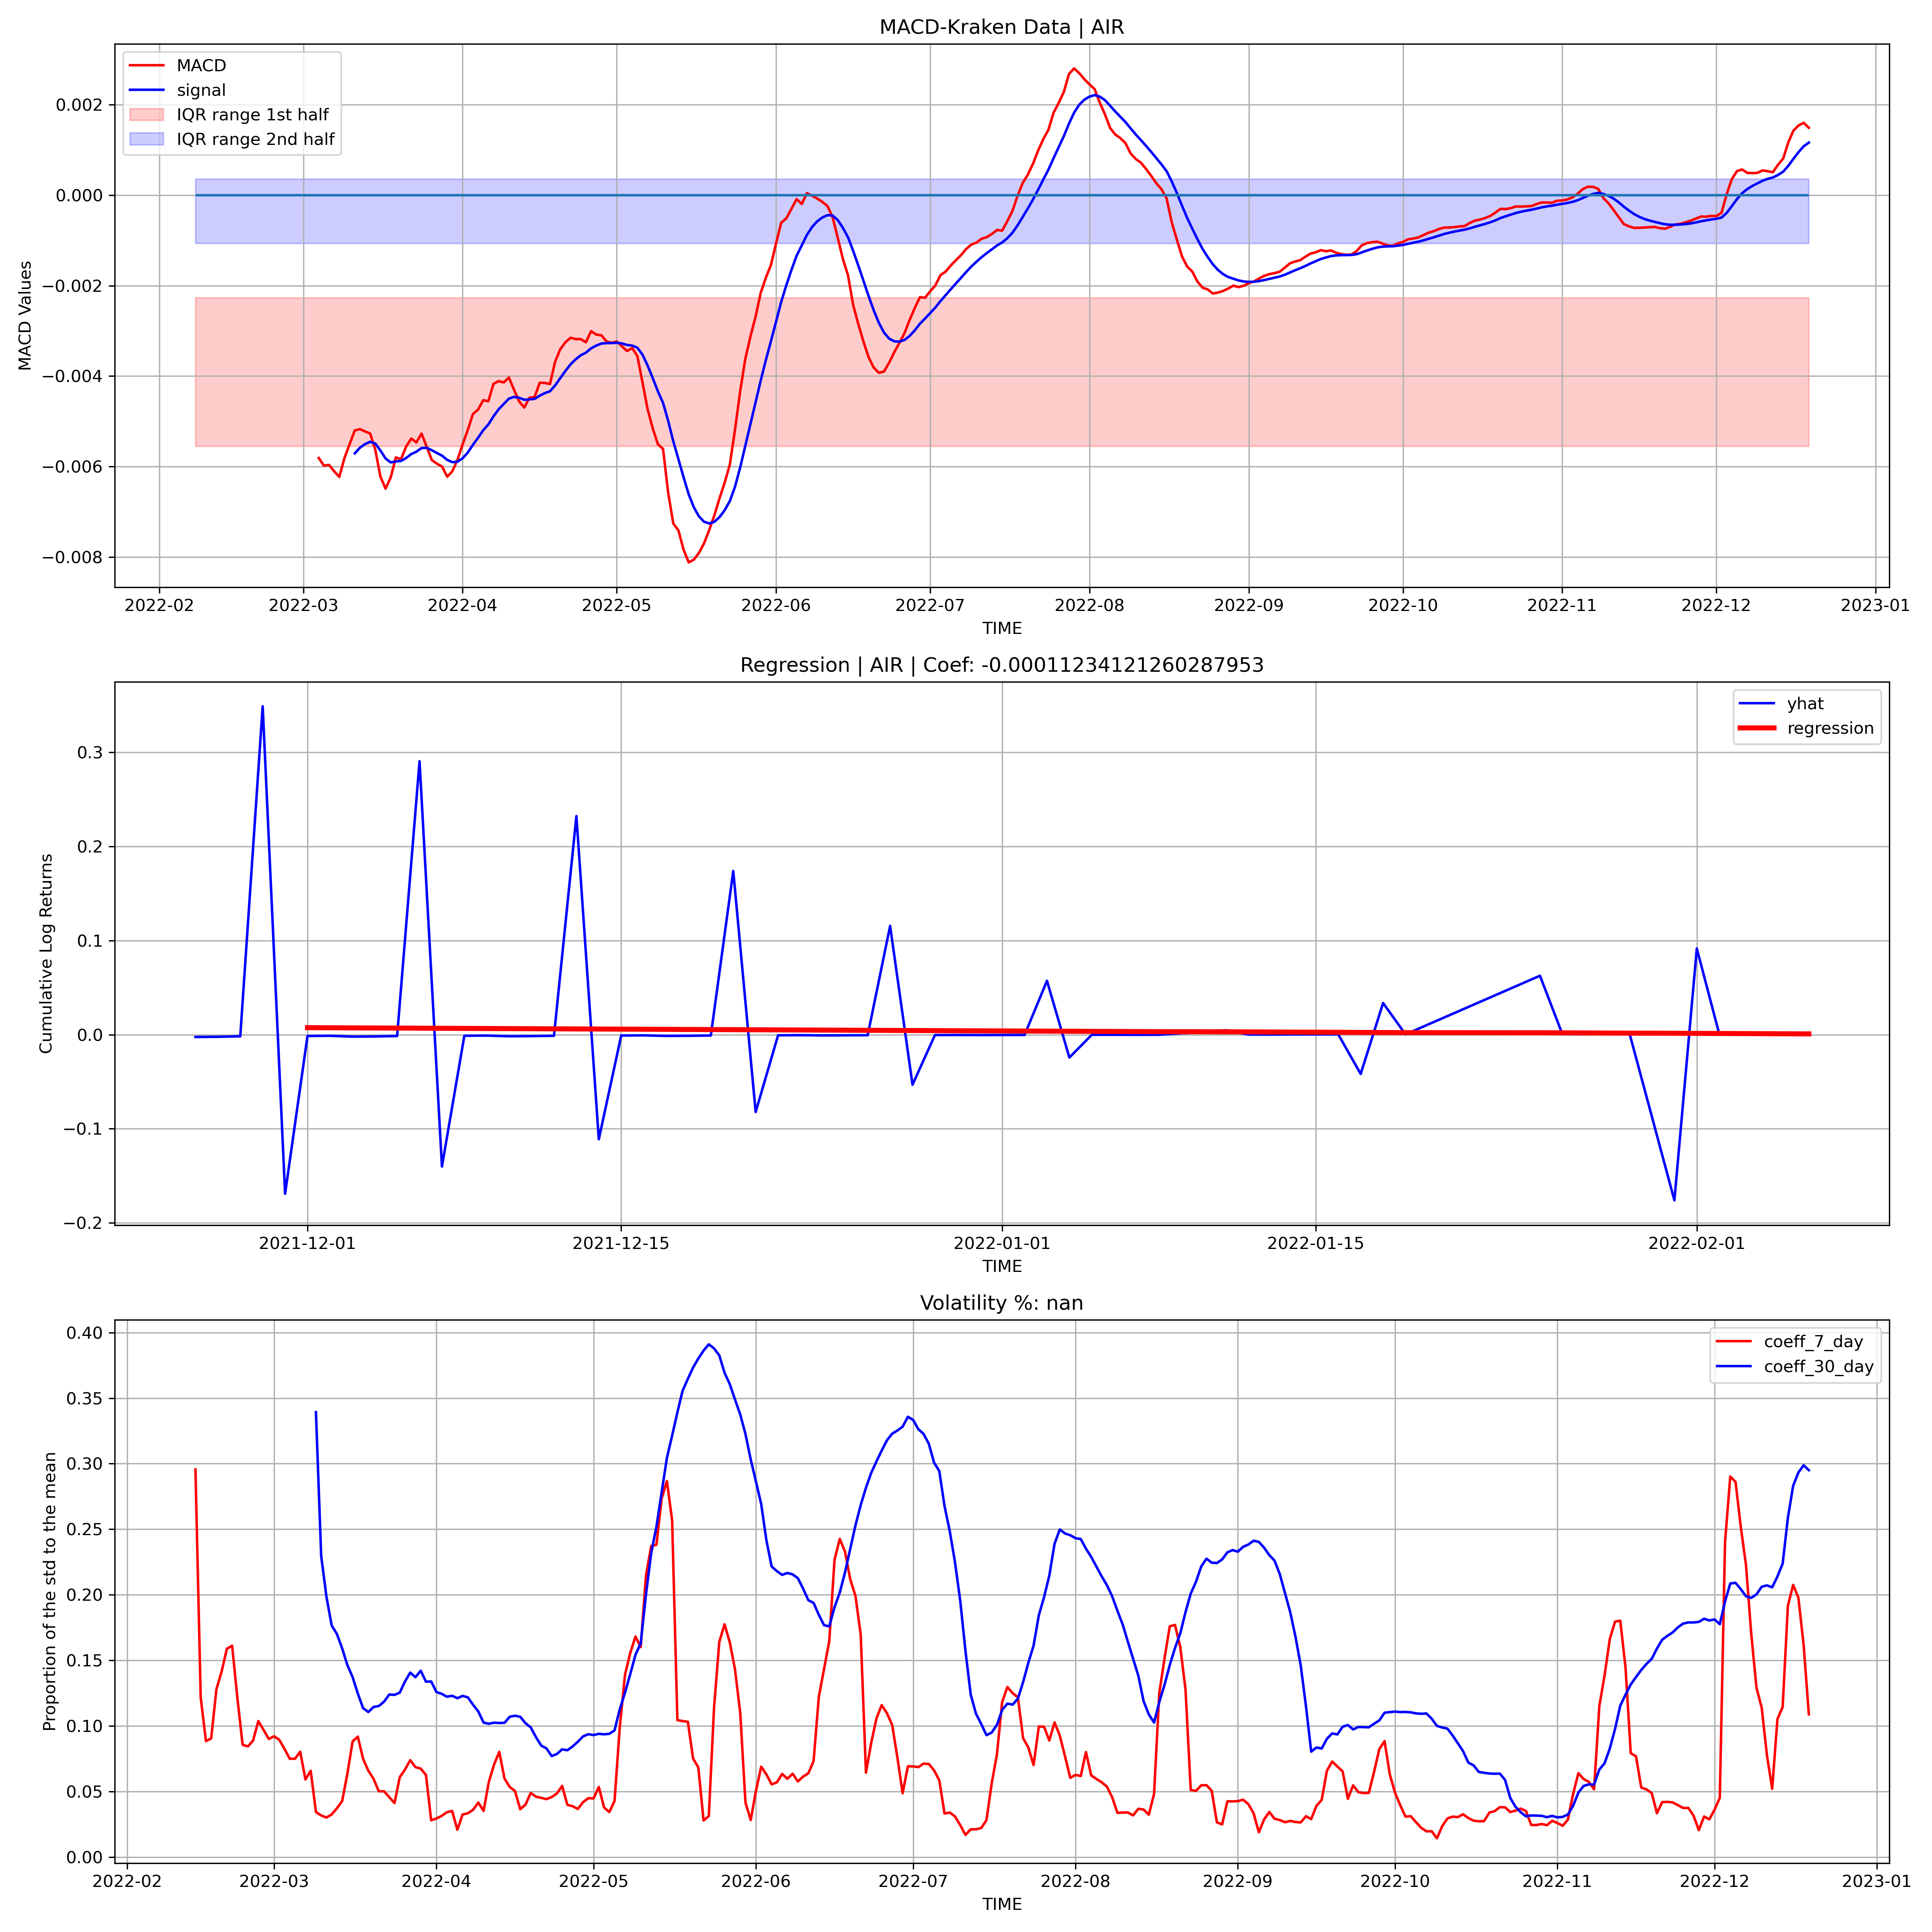 MACD-Kraken Data | AIR
MACD
signal
IQR range 1st half
IQR range 2nd half
MACD Values
0.002
0.000
−0.002
−0.004
−0.006
−0.008
2022-02 2022-03 2022-04 2022-05 2022-06 2022-07 2022-08 2022-09 2022-10 2022-11 2022-12 2023-01
TIME
Regression | AIR | Coef: -0.00011234121260287953
yhat
regression
Cumulative Log Returns
0.3
0.2
0.1
0.0
−0.1
−0.2
2021-12-01 2021-12-15 2022-01-01 2022-01-15 2022-02-01
TIME
Volatility %: nan
coeff_7_day
coeff_30_day
Proportion of the std to the mean
0.40
0.35
0.30
0.25
0.20
0.15
0.10
0.05
0.00
2022-02 2022-03 2022-04 2022-05 2022-06 2022-07 2022-08 2022-09 2022-10 2022-11 2022-12 2023-01
TIME